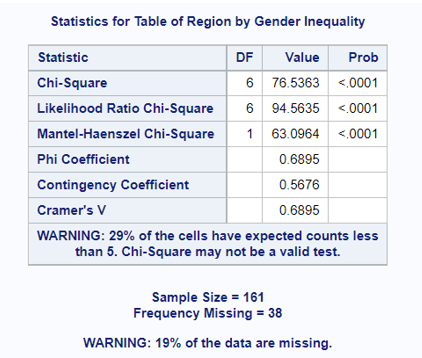 Statistics for Table of Region by Gender Inequality
Statistic DF Value Prob
Chi-Square 6 76.5363 <.0001
Likelihood Ratio Chi-Square 6 94.5635 <.0001
Mantel-Haenszel Chi-Square 1 63.0964 <.0001
Phi Coefficient 0.6895
Contingency Coefficient 0.5676
Cramer's V 0.6895
WARNING: 29% of the cells have expected counts less
than 5. Chi-Square may not be a valid test.
Sample Size = 161
Frequency Missing = 38
WARNING: 19% of the data are missing.